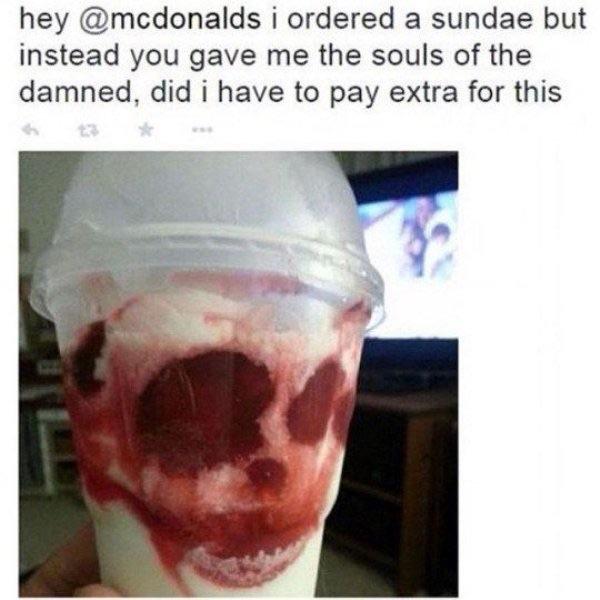 hey @mcdonalds i ordered a sundae but
instead you gave me the souls of the
damned, did i have to pay extra for this